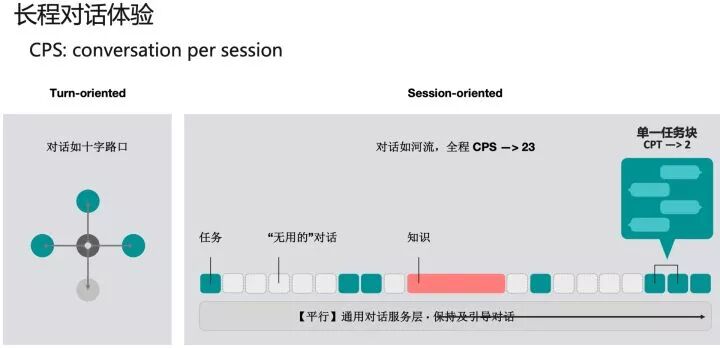 长程对话体验
CPS: conversation per session
Turn-oriented
Session-oriented
对话如十字路口
对话如河流，全程 CPS —> 23
单一任务块
CPT —> 2
任务
“无用的”对话
知识
【平行】通用对话服务层 · 保持及引导对话